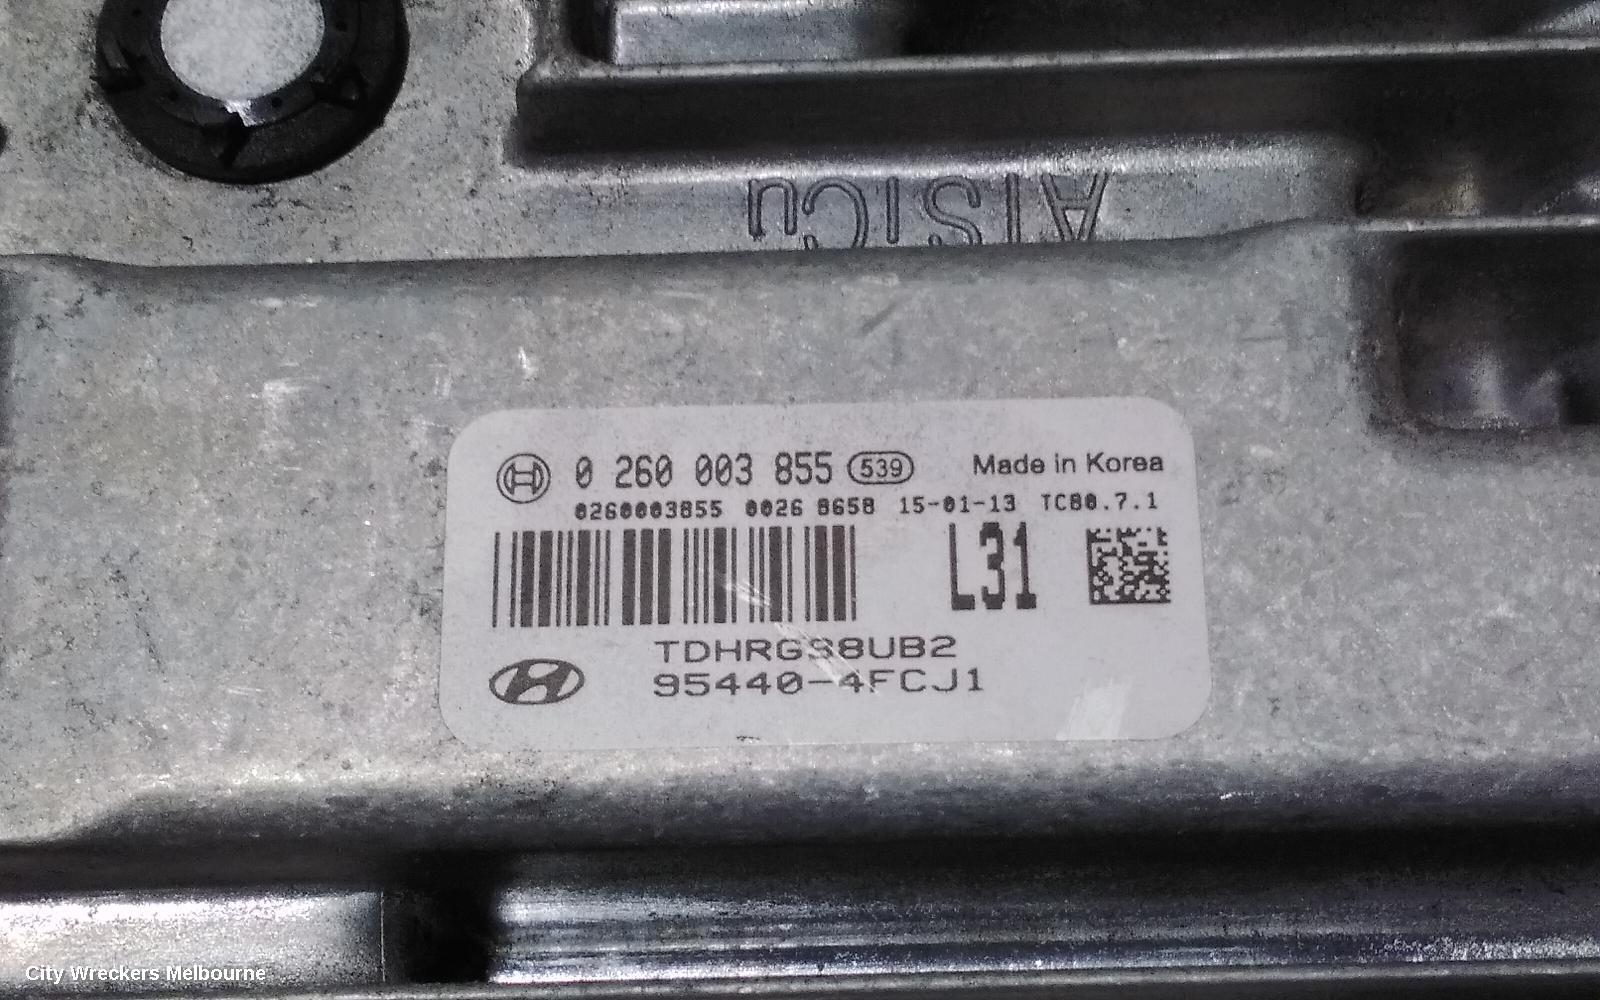 AlSiCu
0 260 003 855 539 Made in Korea
0260003855 0026 8658 15-01-13 TC80.7.1
L31
TDHRGS8UB2
95440-4FCJ1
City Wreckers Melbourne